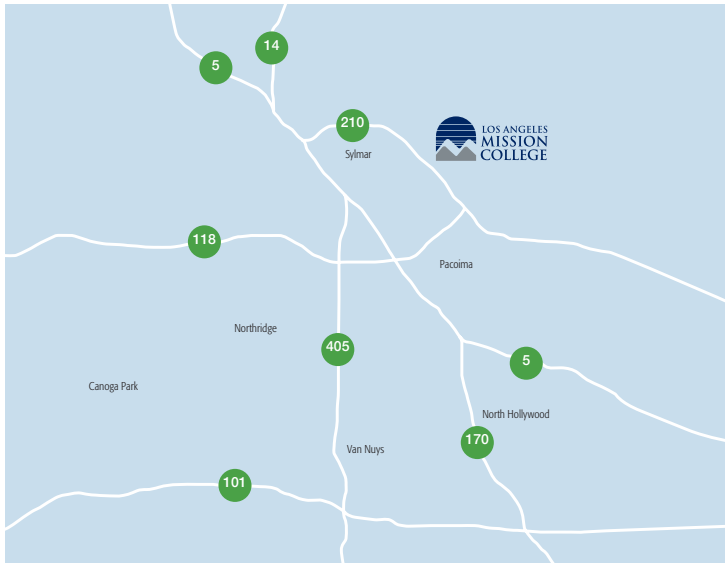 14
5
210
LOS ANGELES
MISSION
COLLEGE
Sylmar
118
Pacoima
Northridge
405
5
Canoga Park
North Hollywood
170
Van Nuys
101